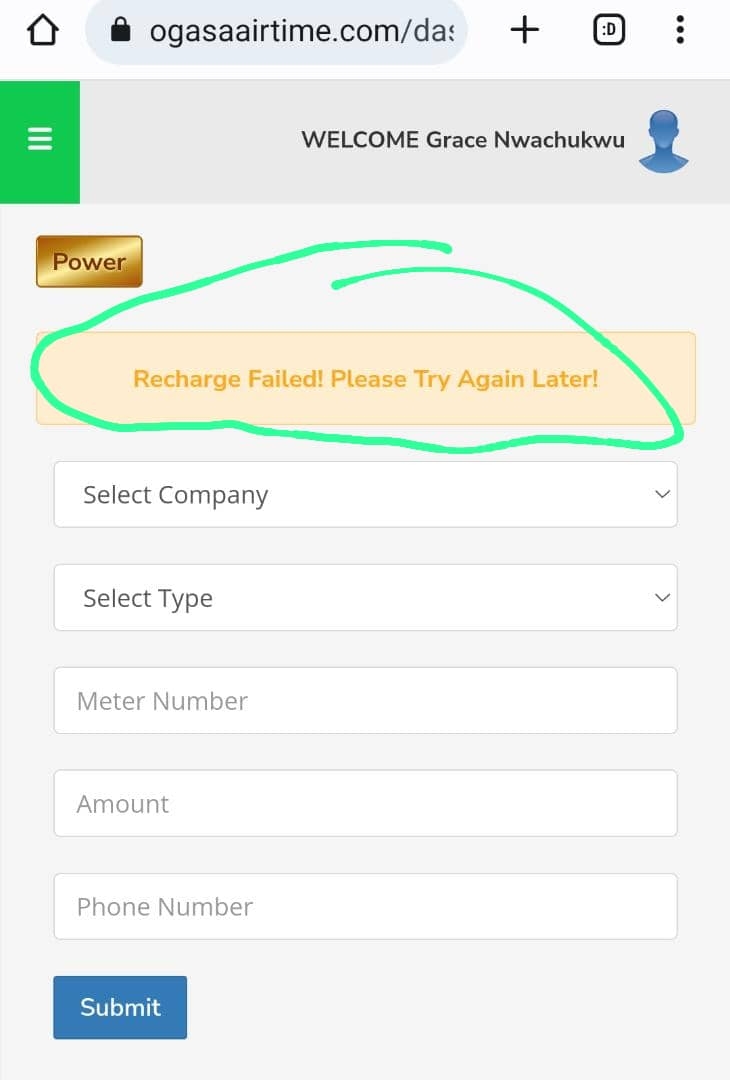 ogasaairtime.com/das
:D
WELCOME Grace Nwachukwu
Power
Recharge Failed! Please Try Again Later!
Select Company
Select Type
Meter Number
Amount
Phone Number
Submit